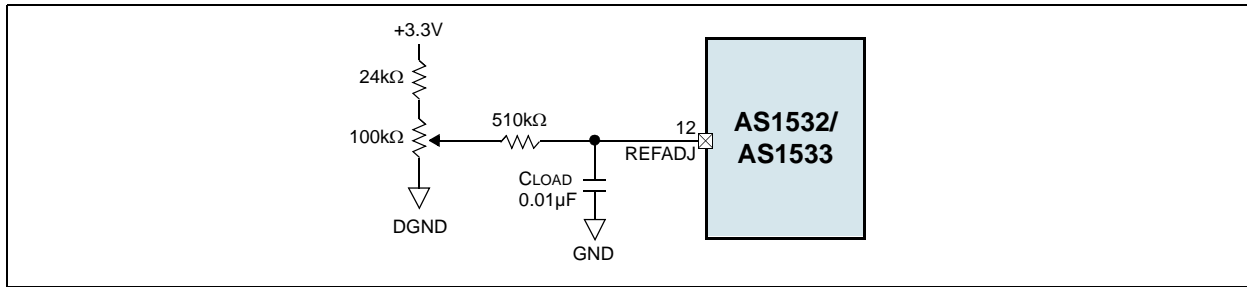 +3.3V
24kΩ
100kΩ
510kΩ
12
REFADJ
AS1532/
AS1533
CLOAD
0.01µF
DGND
GND